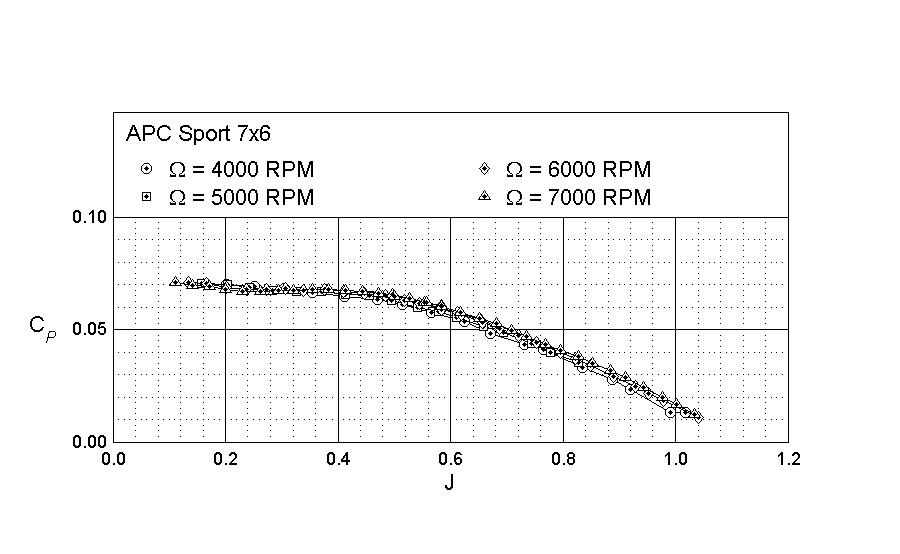 APC Sport 7x6
Ω = 4000 RPM
Ω = 6000 RPM
Ω = 5000 RPM
Ω = 7000 RPM
0.10
C_P
0.05
0.00
0.0 0.2 0.4 0.6 0.8 1.0 1.2
J